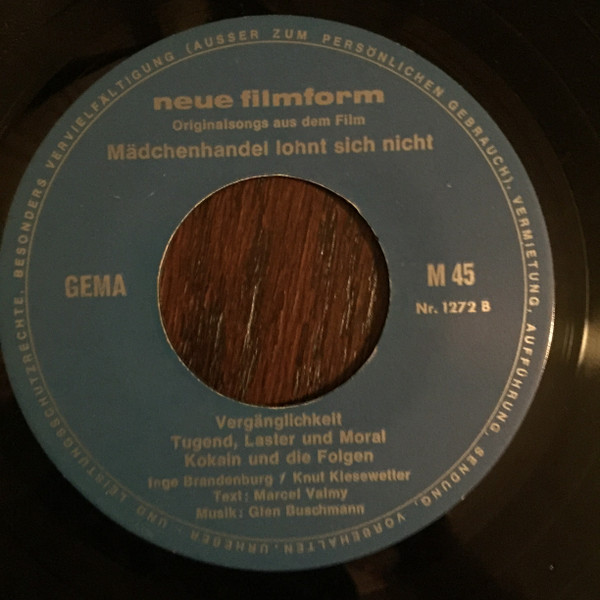 neue filmform
Originalsongs aus dem Film
Mädchenhandel lohnt sich nicht
GEMA
M 45
Nr. 1272 B
Vergänglichkeit
Tugend, Laster und Moral
Kokain und die Folgen
Inge Brandenburg / Knut Kiesewetter
Text: Marcel Valmy
Musik: Glen Buschmann
URHEBER- UND LEISTUNGSSCHUTZRECHTE, BESONDERS VERVIELFÄLTIGUNG (AUSSER ZUM PERSÖNLICHEN GEBRAUCH), VERMIETUNG, AUFFÜHRUNG, SENDUNG, VORBEHALTEN.